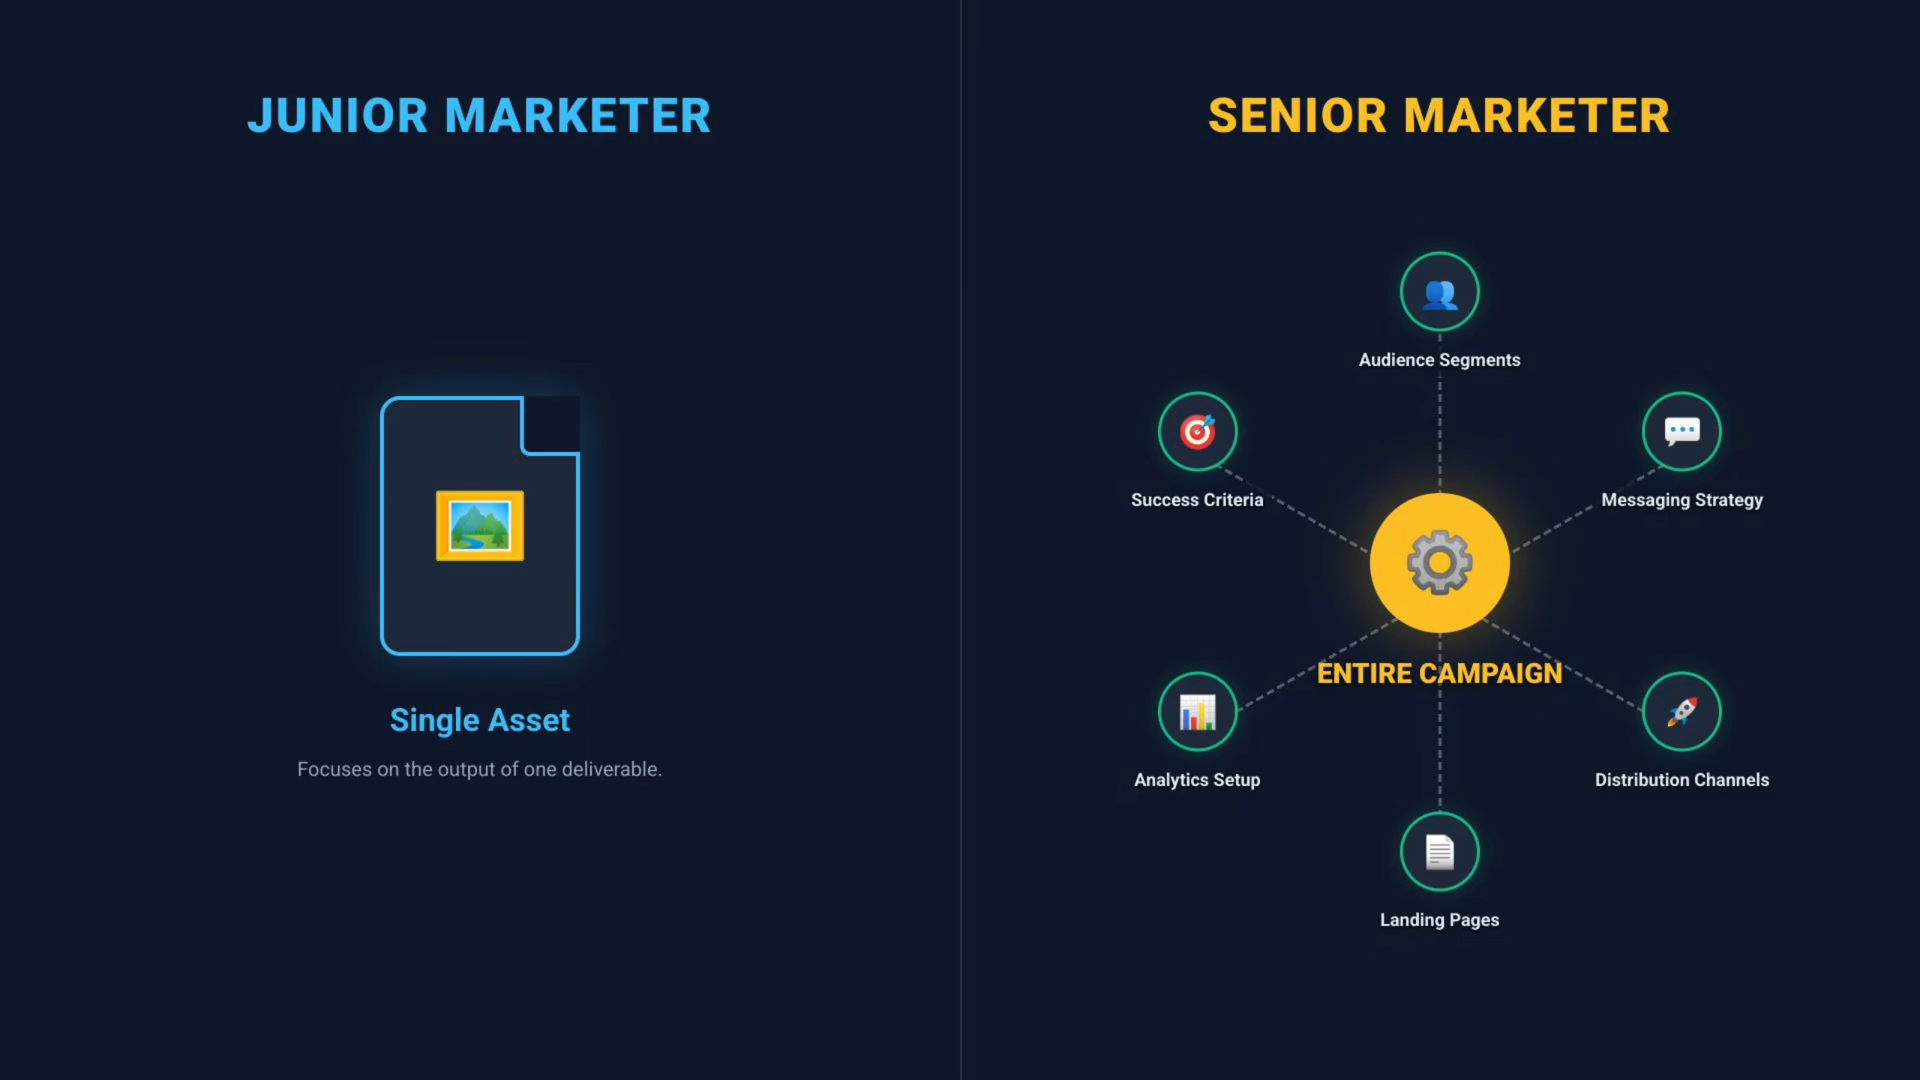 JUNIOR MARKETER
Single Asset
Focuses on the output of one deliverable.
SENIOR MARKETER
Audience Segments
Success Criteria
Messaging Strategy
ENTIRE CAMPAIGN
Analytics Setup
Distribution Channels
Landing Pages